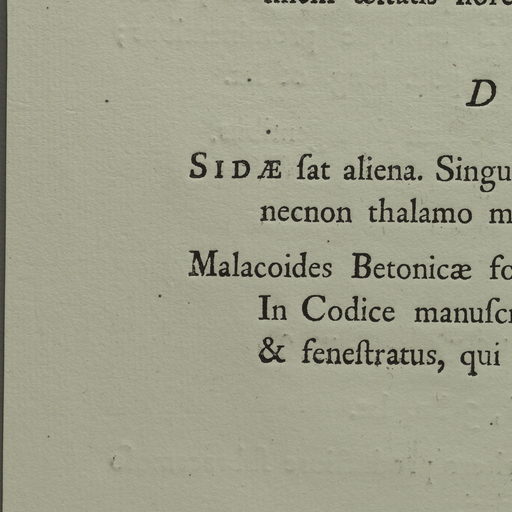 D
SIDÆ ſat aliena. Singu
necnon thalamo m
Malacoides Betonicæ fo
In Codice manuſcr
& feneſtratus, qui